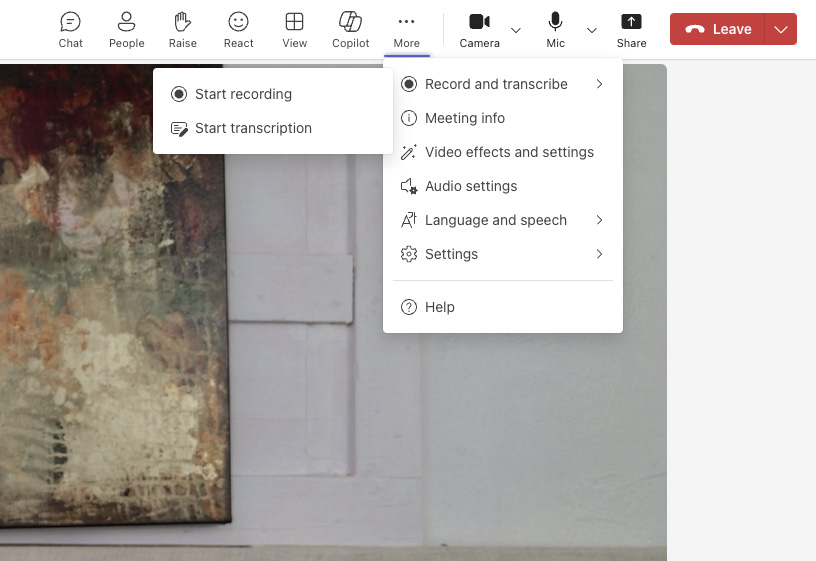 Chat
People
Raise
React
View
Copilot
More
Camera
Mic
Share
Leave
Start recording
Start transcription
Record and transcribe
Meeting info
Video effects and settings
Audio settings
Language and speech
Settings
Help